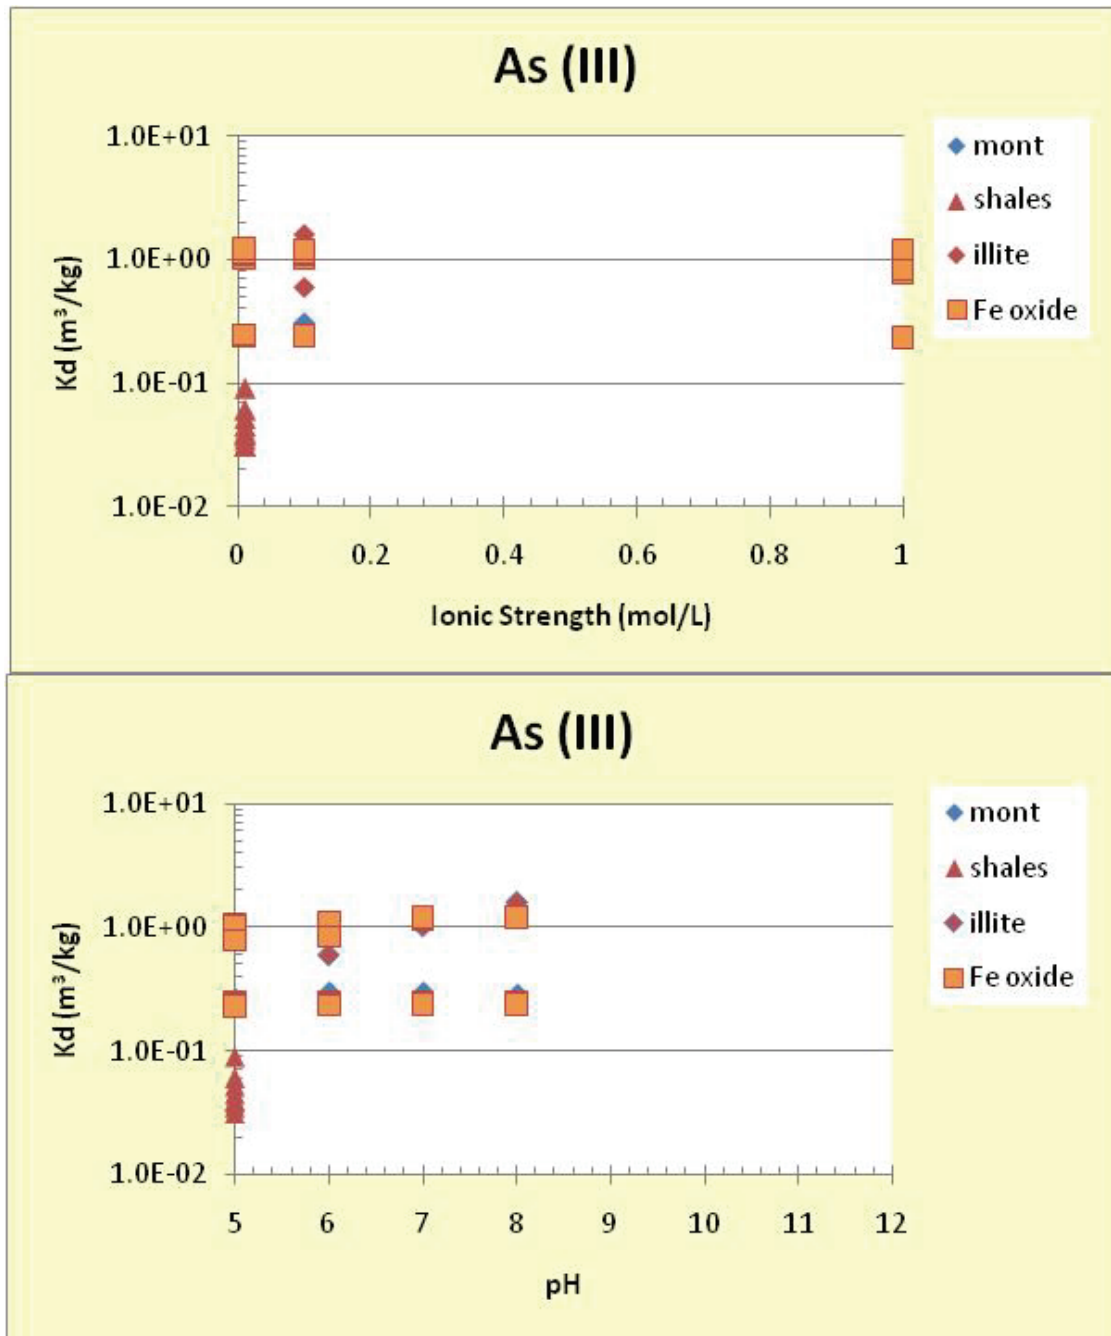 As (III)
1.0E+01
1.0E+00
1.0E-01
1.0E-02
Kd (m³/kg)
0 0.2 0.4 0.6 0.8 1
Ionic Strength (mol/L)
mont
shales
illite
Fe oxide
As (III)
1.0E+01
1.0E+00
1.0E-01
1.0E-02
Kd (m³/kg)
5 6 7 8 9 10 11 12
pH
mont
shales
illite
Fe oxide